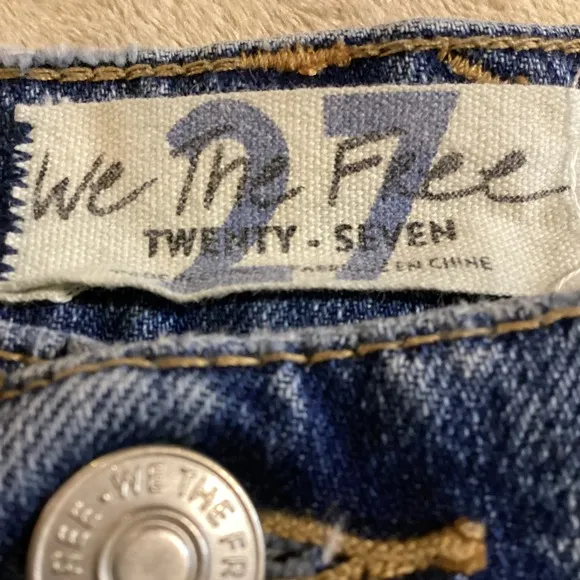 27
We The Free
TWENTY - SEVEN
EN CHINE
WE THE FR